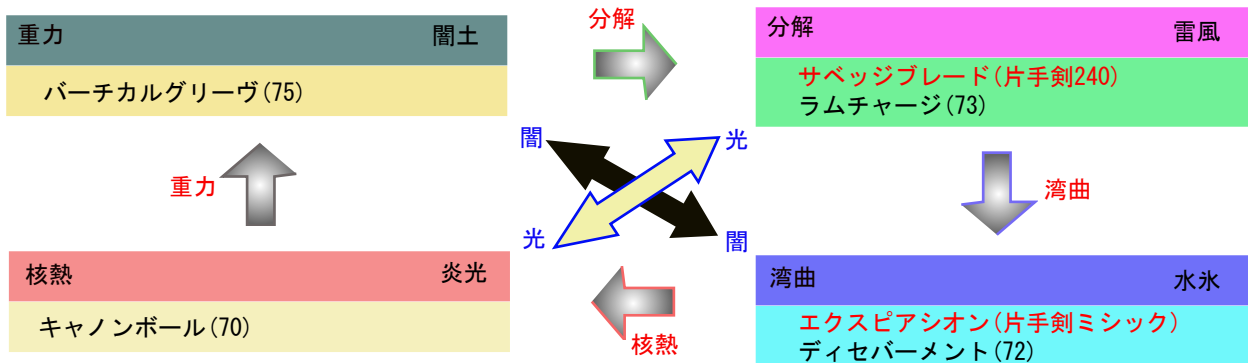 重力 闇土
バーチカルグリーヴ(75)
分解
分解 雷風
サベッジブレード(片手剣240)
ラムチャージ(73)
闇
光
重力
湾曲
光
闇
核熱 炎光
キャノンボール(70)
核熱
湾曲 水氷
エクスピアシオン(片手剣ミシック)
ディセバーメント(72)